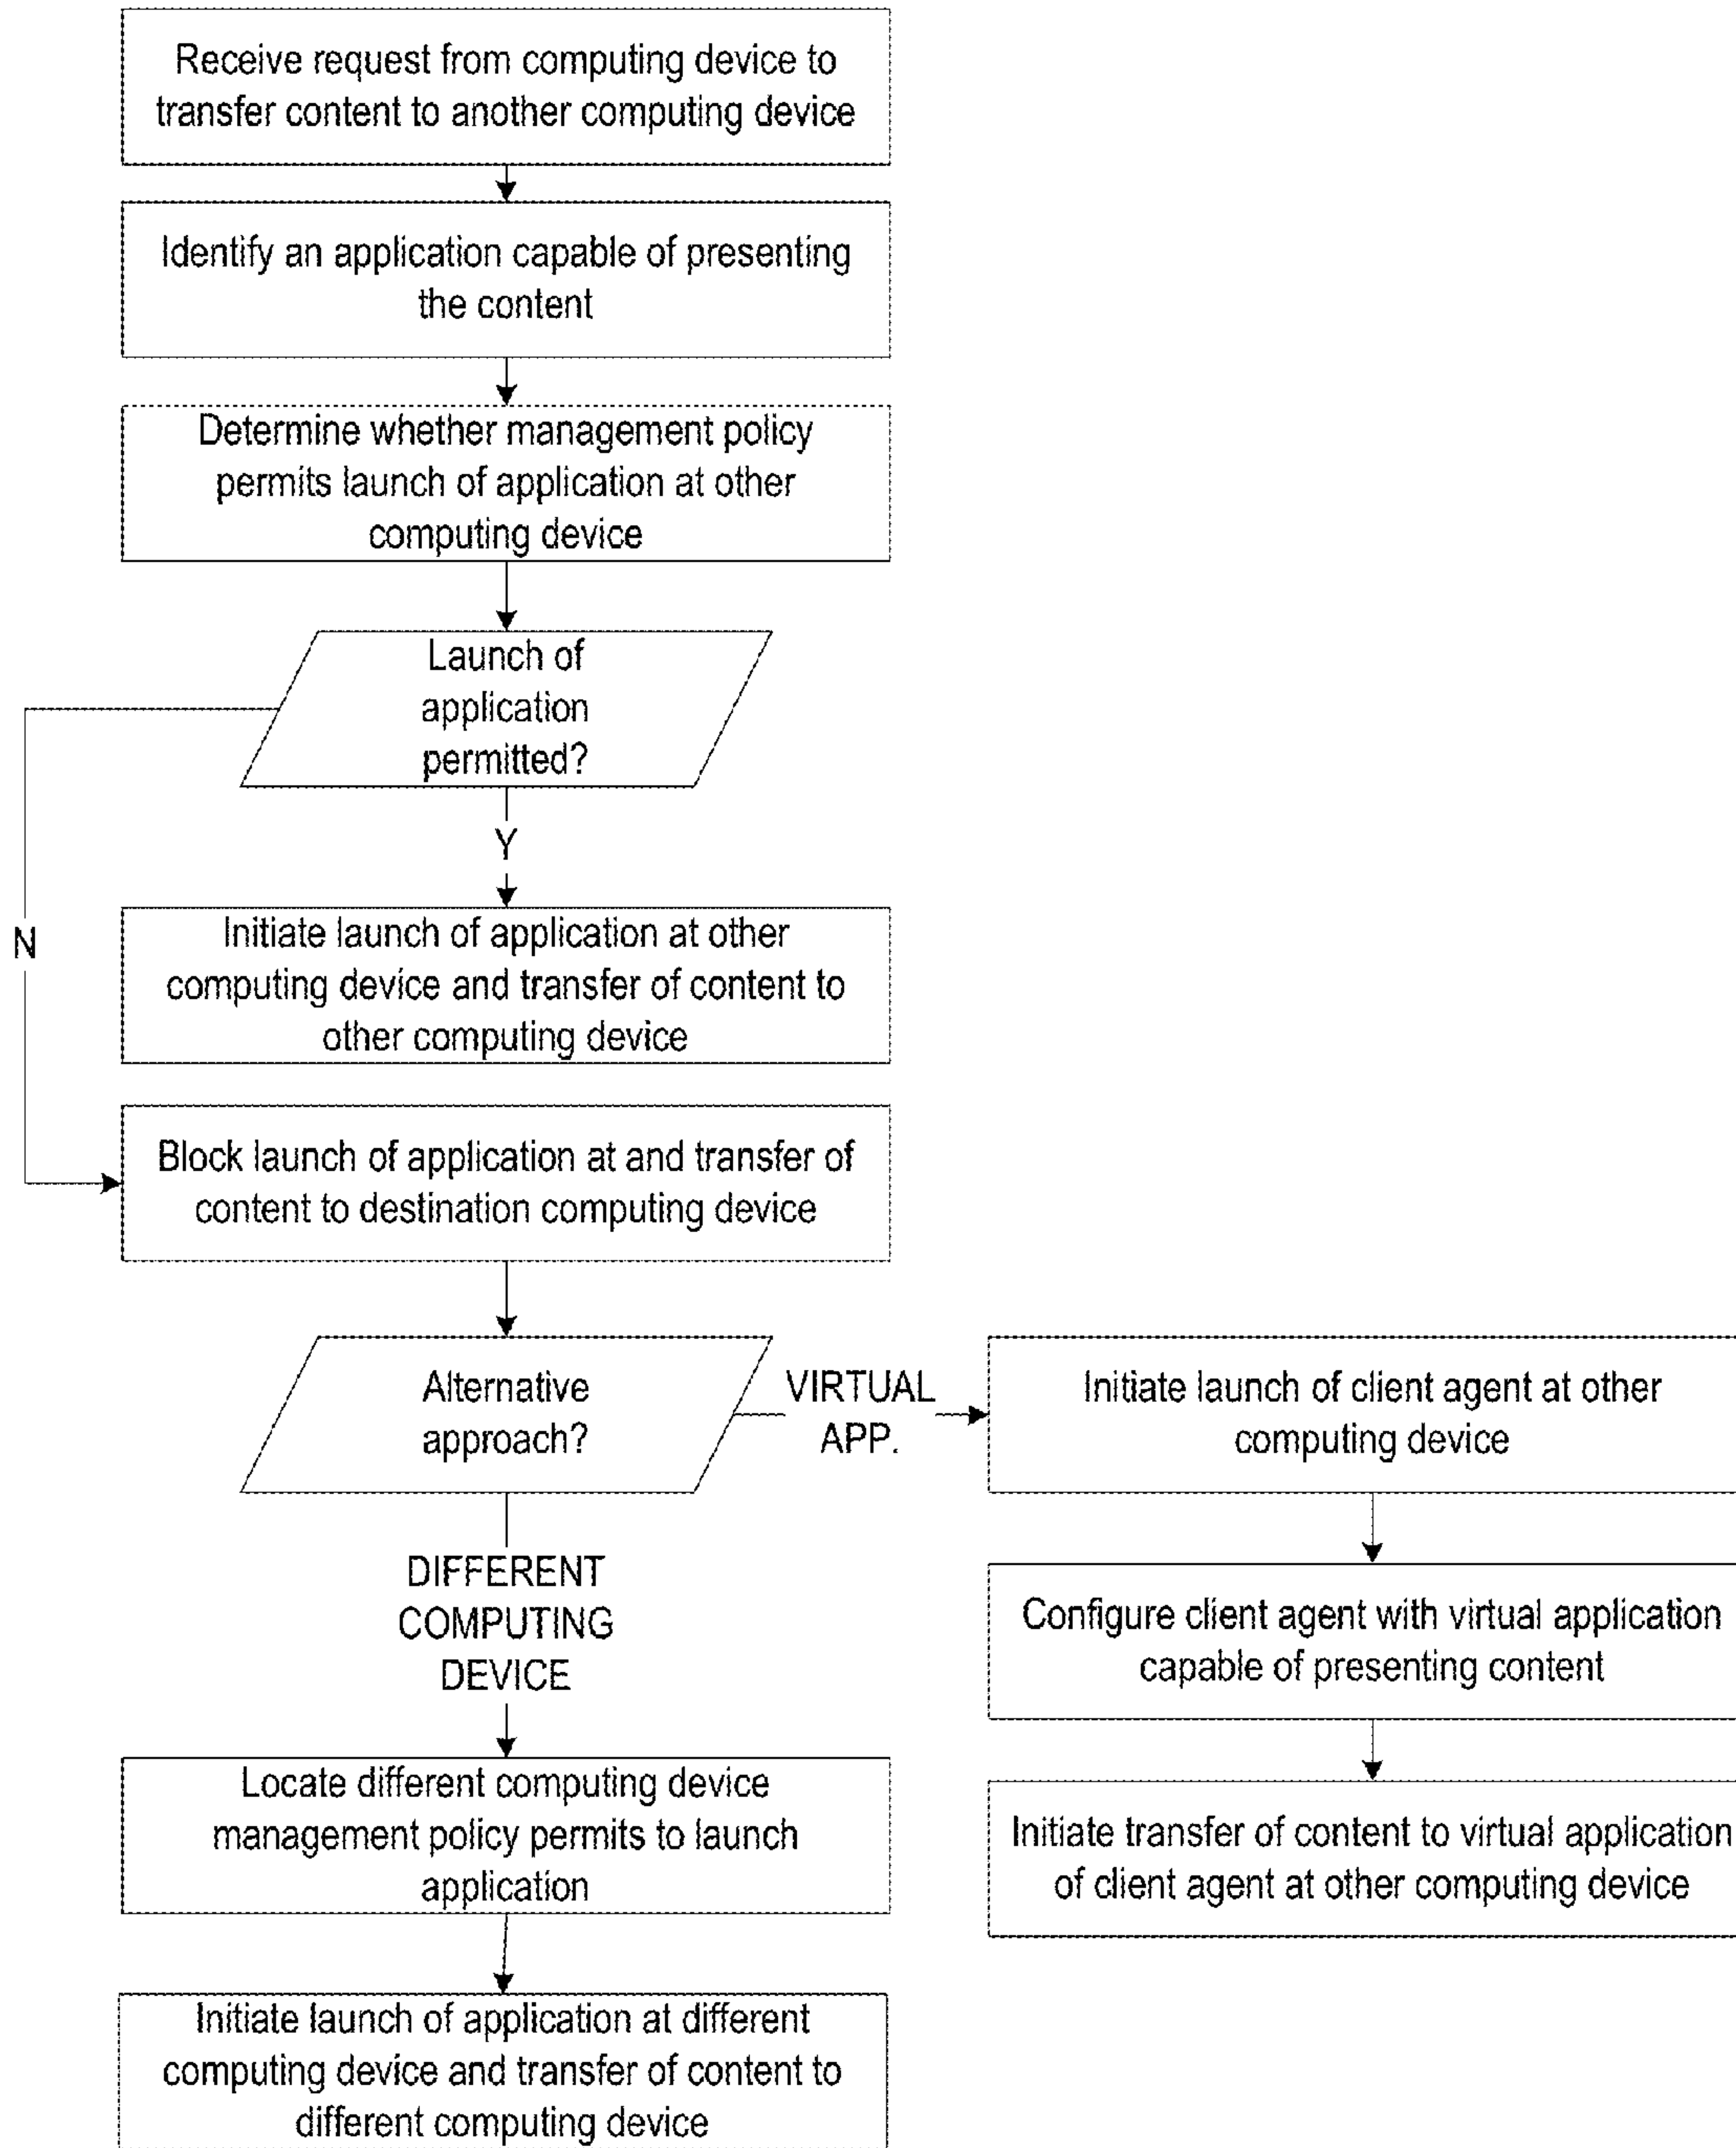 Receive request from computing device to
transfer content to another computing device
Identify an application capable of presenting
the content
Determine whether management policy
permits launch of application at other
computing device
Launch of
application
permitted?
Y
N
Initiate launch of application at other
computing device and transfer of content to
other computing device
Block launch of application at and transfer of
content to destination computing device
Alternative
approach?
VIRTUAL
APP.
Initiate launch of client agent at other
computing device
Configure client agent with virtual application
capable of presenting content
Initiate transfer of content to virtual application
of client agent at other computing device
DIFFERENT
COMPUTING
DEVICE
Locate different computing device
management policy permits to launch
application
Initiate launch of application at different
computing device and transfer of content to
different computing device